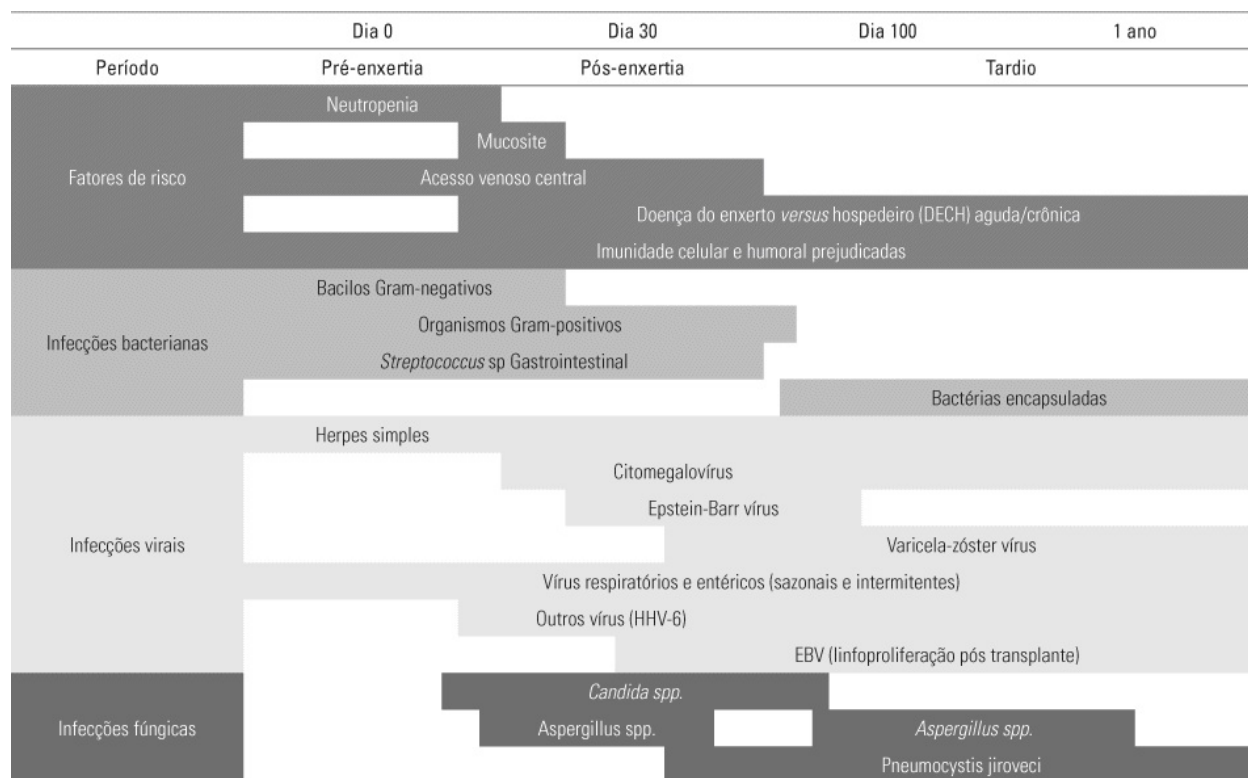 Dia 0 Dia 30 Dia 100 1 ano
Período Pré-enxertia Pós-enxertia Tardio
Neutropenia
Mucosite
Fatores de risco Acesso venoso central
Doença do enxerto versus hospedeiro (DECH) aguda/crônica
Imunidade celular e humoral prejudicadas
Bacilos Gram-negativos
Organismos Gram-positivos
Infecções bacterianas
Streptococcus sp Gastrointestinal
Bactérias encapsuladas
Herpes simples
Citomegalovírus
Epstein-Barr vírus
Infecções virais Varicela-zóster vírus
Vírus respiratórios e entéricos (sazonais e intermitentes)
Outros vírus (HHV-6)
EBV (linfoproliferação pós transplante)
Candida spp.
Infecções fúngicas Aspergillus spp. Aspergillus spp.
Pneumocystis jiroveci